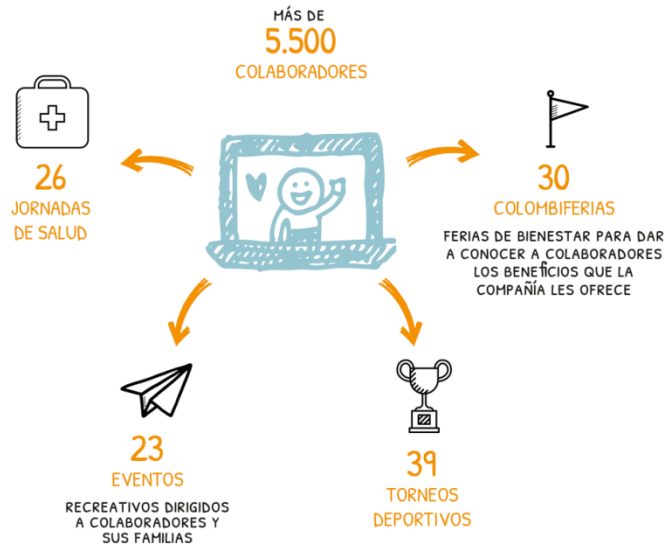 MÁS DE
5.500
COLABORADORES
26
JORNADAS
DE SALUD
30
COLOMBIFERIAS
FERIAS DE BIENESTAR PARA DAR
A CONOCER A COLABORADORES
LOS BENEFICIOS QUE LA
COMPAÑÍA LES OFRECE
23
EVENTOS
RECREATIVOS DIRIGIDOS
A COLABORADORES Y
SUS FAMILIAS
39
TORNEOS
DEPORTIVOS